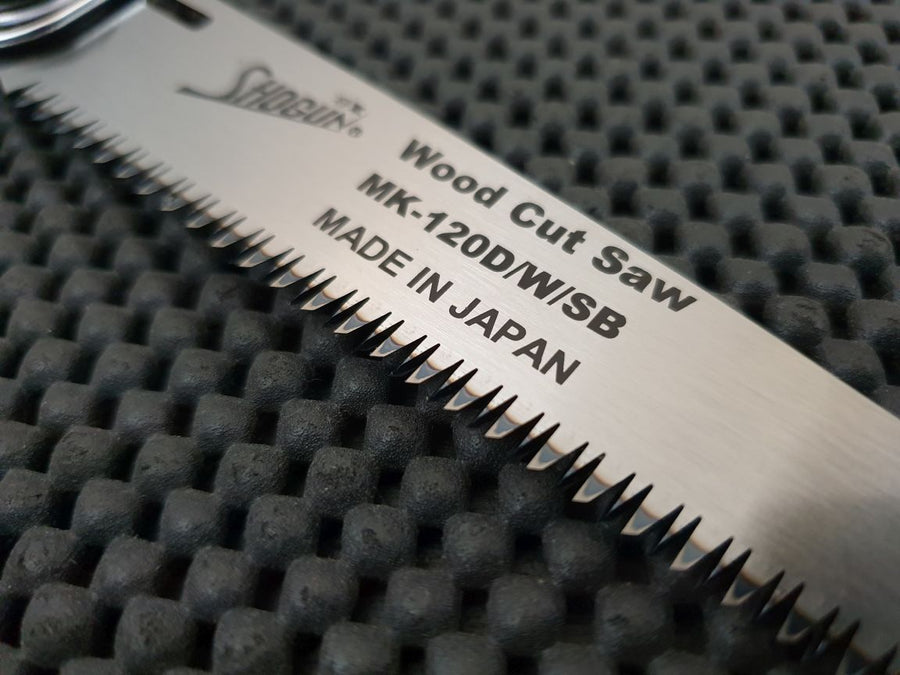 SHOGUN®
Wood Cut Saw
MK-120D/W/SB
MADE IN JAPAN